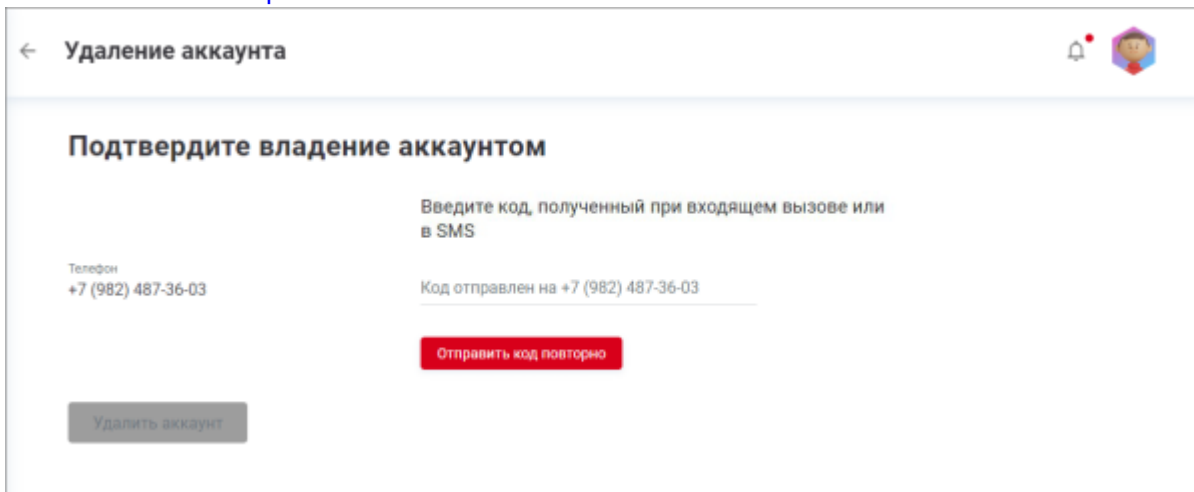 Удаление аккаунта
Подтвердите владение аккаунтом
Введите код, полученный при входящем вызове или
в SMS
Телефон
+7 (982) 487-36-03
Код отправлен на +7 (982) 487-36-03
Отправить код повторно
Удалить аккаунт